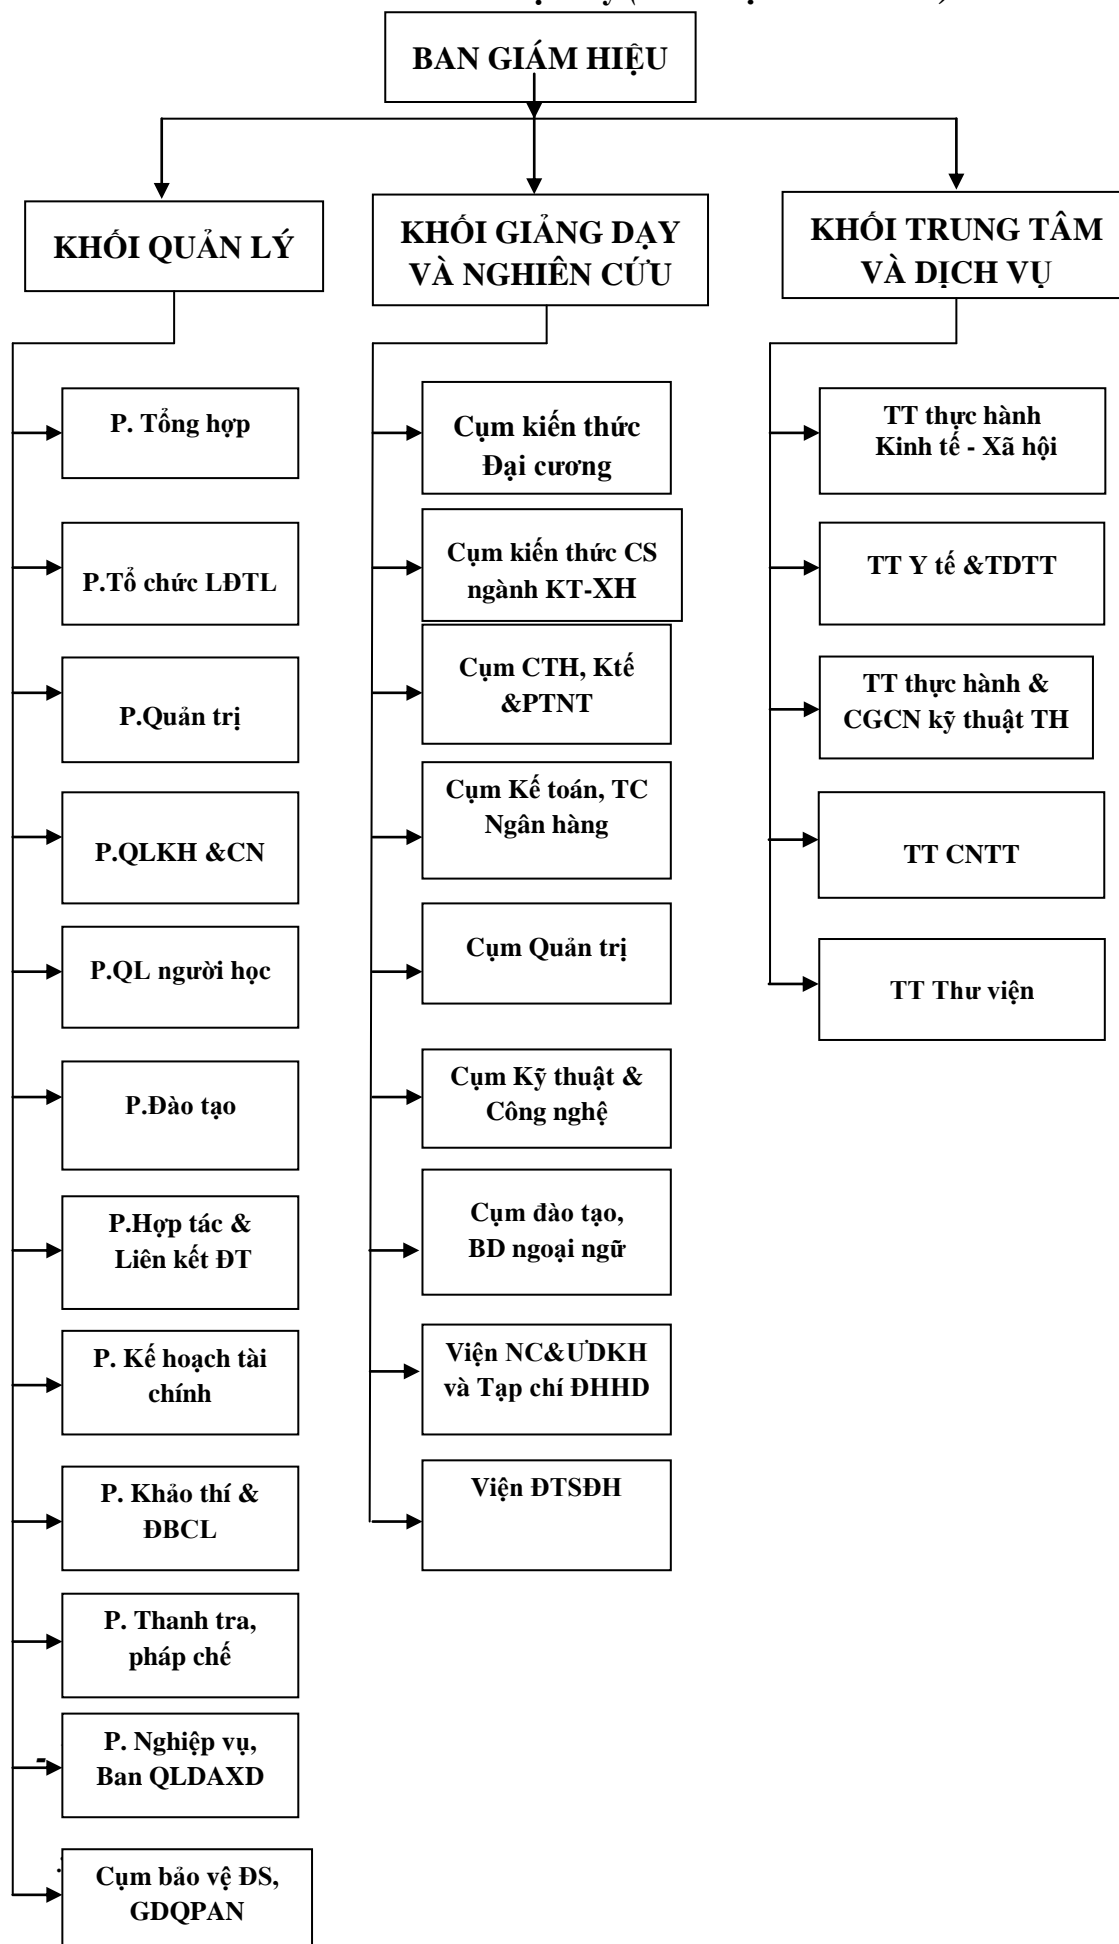 BAN GIÁM HIỆU
KHỐI QUẢN LÝ
KHỐI GIẢNG DẠY
VÀ NGHIÊN CỨU
KHỐI TRUNG TÂM
VÀ DỊCH VỤ
P. Tổng hợp
P.Tổ chức LĐTL
P.Quản trị
P.QLKH &CN
P.QL người học
P.Đào tạo
P.Hợp tác &
Liên kết ĐT
P. Kế hoạch tài
chính
P. Khảo thí &
ĐBCL
P. Thanh tra,
pháp chế
P. Nghiệp vụ,
Ban QLDAXD
Cụm bảo vệ ĐS,
GDQPAN
Cụm kiến thức
Đại cương
Cụm kiến thức CS
ngành KT-XH
Cụm CTH, Ktế
&PTNT
Cụm Kế toán, TC
Ngân hàng
Cụm Quản trị
Cụm Kỹ thuật &
Công nghệ
Cụm đào tạo,
BD ngoại ngữ
Viện NC&ƯDKH
và Tạp chí ĐHHD
Viện ĐTSĐH
TT thực hành
Kinh tế - Xã hội
TT Y tế &TDTT
TT thực hành &
CGCN kỹ thuật TH
TT CNTT
TT Thư viện